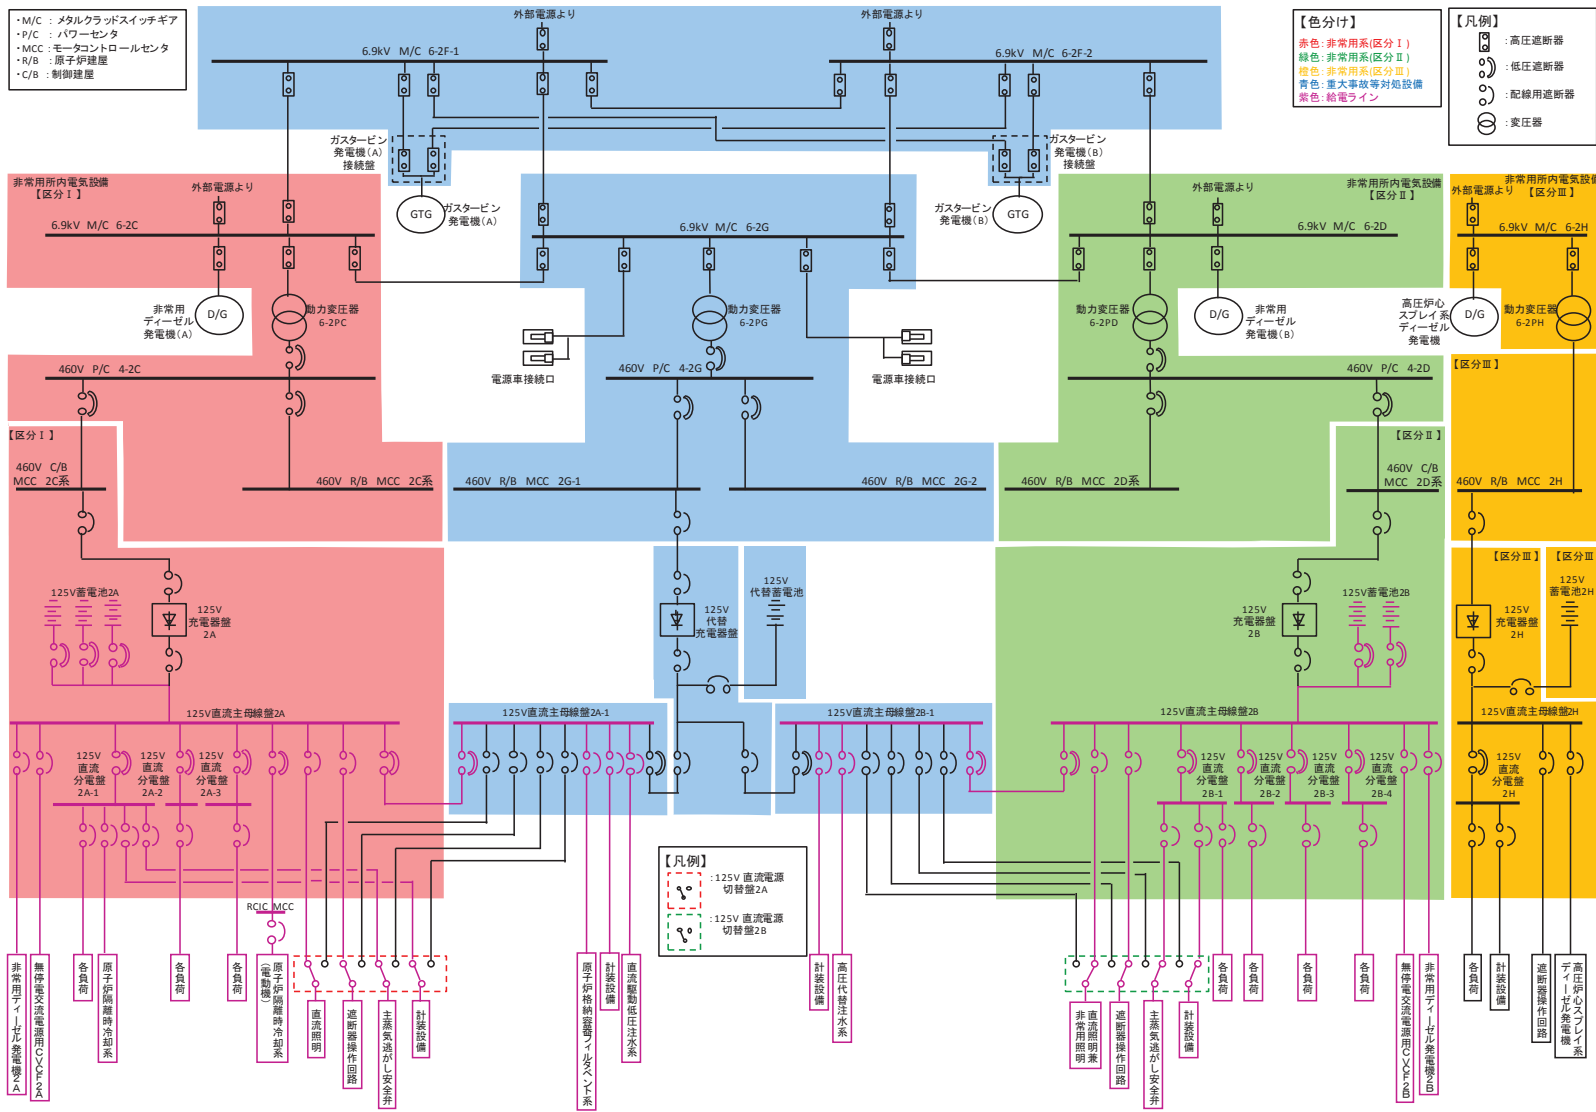 ・M/C : メタルクラッドスイッチギア
・P/C : パワーセンタ
・MCC : モータコントロールセンタ
・R/B : 原子炉建屋
・C/B : 制御建屋
外部電源より
外部電源より
6.9kV M/C 6-2F-1
6.9kV M/C 6-2F-2
【色分け】
赤色: 非常用系(区分Ⅰ)
緑色: 非常用系(区分Ⅱ)
橙色: 非常用系(区分Ⅲ)
青色: 重大事故等対処設備
紫色: 給電ライン
【凡例】
: 高圧遮断器
: 低圧遮断器
: 配線用遮断器
: 変圧器
ガスタービン
発電機(A)
接続盤
ガスタービン
発電機(B)
接続盤
非常用所内電気設備
【区分Ⅰ】
外部電源より
6.9kV M/C 6-2C
GTG
ガスタービン
発電機(A)
6.9kV M/C 6-2G
ガスタービン
発電機(B)
GTG
外部電源より
非常用所内電気設備
【区分Ⅱ】
6.9kV M/C 6-2D
非常用所内電気設備
外部電源より
【区分Ⅲ】
6.9kV M/C 6-2H
非常用
ディーゼル
発電機(A)
D/G
動力変圧器
6-2PC
動力変圧器
6-2PG
動力変圧器
6-2PD
D/G
非常用
ディーゼル
発電機(B)
高圧炉心
スプレイ系
ディーゼル
発電機
D/G
動力変圧器
6-2PH
電源車接続口
電源車接続口
460V P/C 4-2C
460V P/C 4-2G
460V P/C 4-2D
【区分Ⅲ】
【区分Ⅰ】
【区分Ⅱ】
460V C/B
MCC 2C系
460V R/B MCC 2C系
460V R/B MCC 2G-1
460V R/B MCC 2G-2
460V R/B MCC 2D系
460V C/B
MCC 2D系
460V R/B MCC 2H
【区分Ⅲ】
【区分Ⅲ
125V蓄電池2A
125V
充電器盤
2A
125V
代替
充電器盤
125V
代替蓄電池
125V
充電器盤
2B
125V蓄電池2B
125V
充電器盤
2H
125V
蓄電池2H
125V直流主母線盤2A
125V直流主母線盤2A-1
125V直流主母線盤2B-1
125V直流主母線盤2B
125V直流主母線盤2H
125V
直流
分電盤
2A-1
125V
直流
分電盤
2A-2
125V
直流
分電盤
2A-3
125V
直流
分電盤
2B-1
125V
直流
分電盤
2B-2
125V
直流
分電盤
2B-3
125V
直流
分電盤
2B-4
125V
直流
分電盤
2H
【凡例】
: 125V 直流電源
切替盤2A
: 125V 直流電源
切替盤2B
RCIC MCC
非常用ディーゼル発電機2A
無停電交流電源用CVCF2A
各負荷
原子炉隔離時冷却系
各負荷
各負荷
原子炉隔離時冷却系
(電動機)
直流照明
遮断器操作回路
主蒸気逃がし安全弁
計装設備
原子炉格納容器フィルタベント系
計装設備
直流駆動低圧注水系
計装設備
高圧代替注水系
直流照明兼
非常用照明
遮断器操作回路
主蒸気逃がし安全弁
計装設備
各負荷
各負荷
各負荷
各負荷
無停電交流電源用CVCF2B
非常用ディーゼル発電機2B
各負荷
計装設備
遮断器操作回路
高圧炉心スプレイ系
ディーゼル発電機